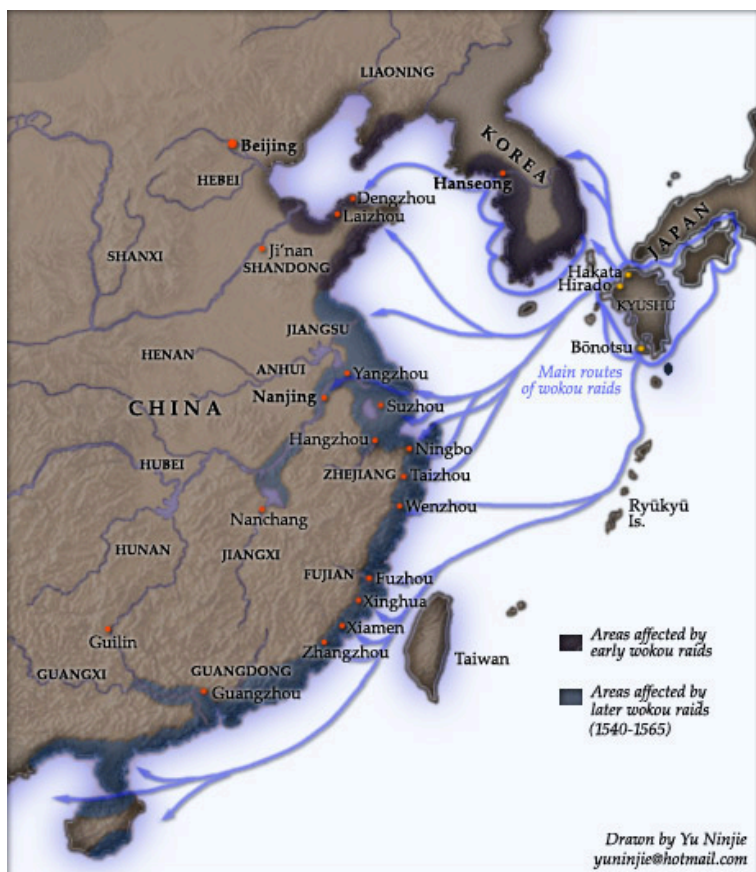 LIAONING
Beijing
KOREA
HEBEI
Hanseong
Dengzhou
Laizhou
JAPAN
SHANXI
Ji'nan
SHANDONG
Hakata
Hirado
KYŪSHŪ
JIANGSU
Bōnotsu
HENAN
ANHUI
Yangzhou
Main routes
of wokou raids
Nanjing
CHINA
Suzhou
Hangzhou
Ningbo
HUBEI
ZHEJIANG
Taizhou
Wenzhou
Ryūkyū
Is.
Nanchang
HUNAN
JIANGXI
FUJIAN
Fuzhou
Xinghua
Xiamen
Guilin
Zhangzhou
Taiwan
GUANGXI
GUANGDONG
Guangzhou
Areas affected by
early wokou raids
Areas affected by
later wokou raids
(1540-1565)
Drawn by Yu Ninjie
yuninjie@hotmail.com